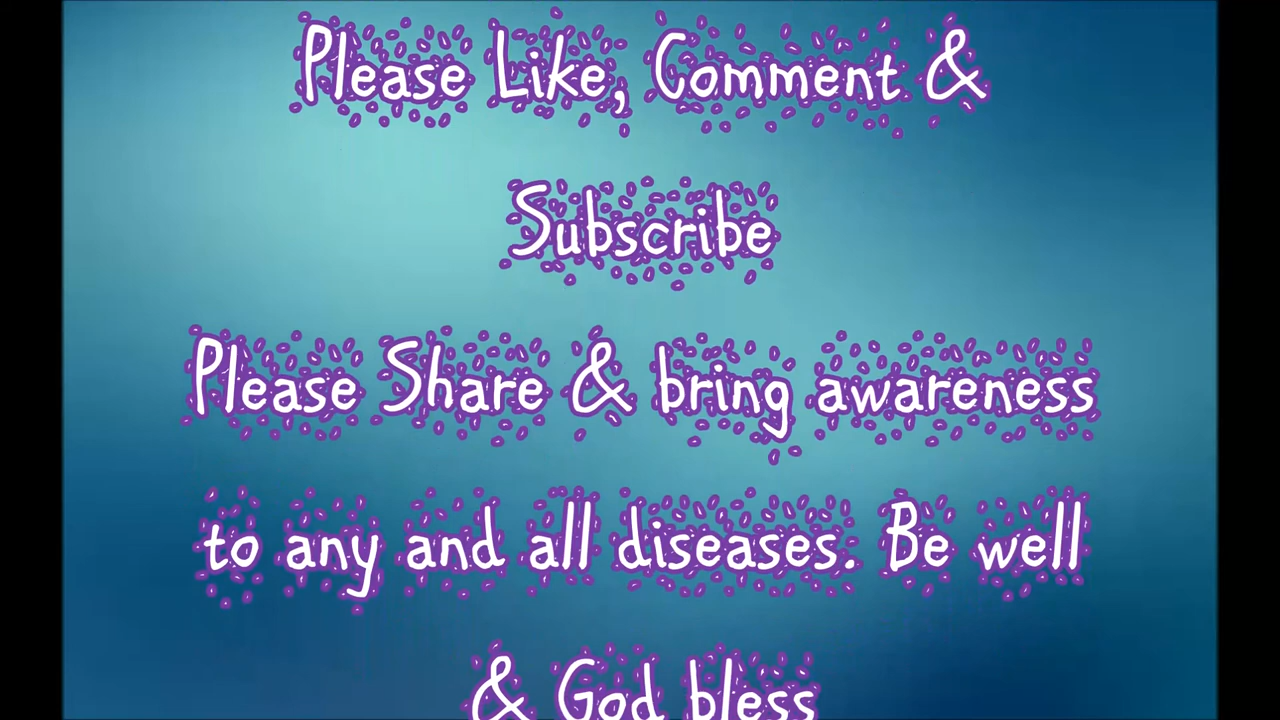 Please Like, Comment &
Subscribe
Please Share & bring awareness
to any and all diseases. Be well
& God bless